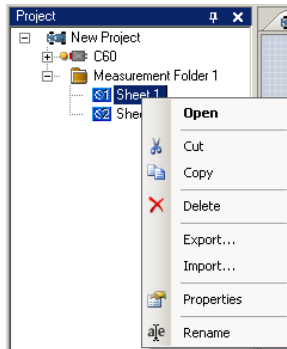 Project
New Project
C60
Measurement Folder 1
Sheet 1
Open
Cut
Copy
Delete
Export...
Import...
Properties
Rename